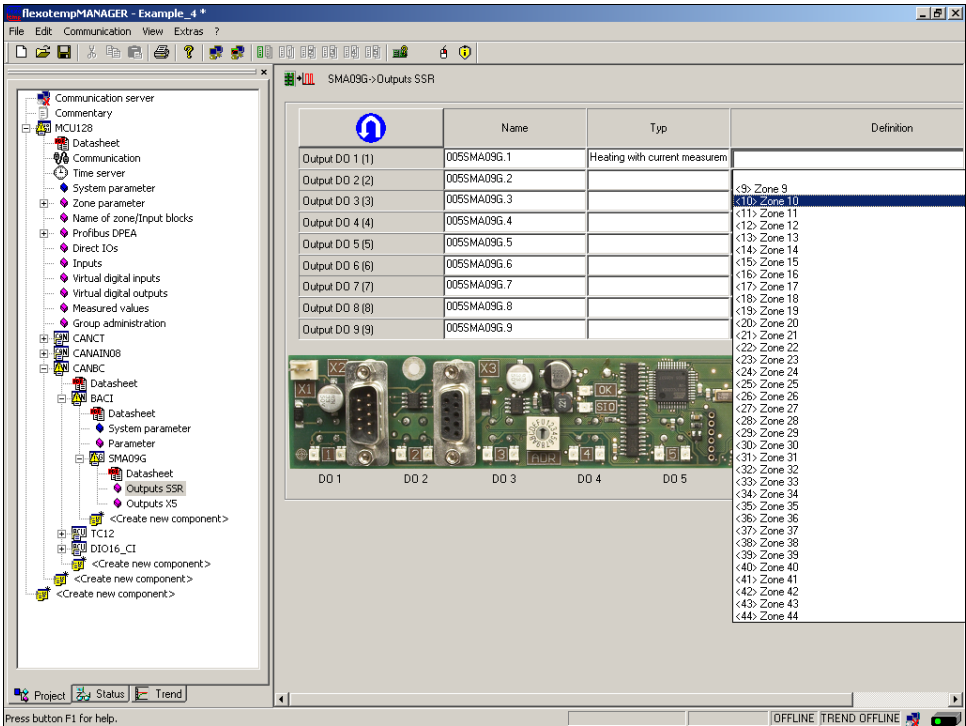 flexotempMANAGER - Example_4 *
File Edit Communication View Extras ?
SMA09G->Outputs SSR
Communication server
Commentary
MCU128
Datasheet
Communication
Time server
System parameter
Zone parameter
Name of zone/Input blocks
Profibus DPEA
Direct IOs
Inputs
Virtual digital inputs
Virtual digital outputs
Measured values
Group administration
CANCT
CANAIN08
CANBC
Datasheet
BACI
Datasheet
System parameter
Parameter
SMA09G
Datasheet
Outputs SSR
Outputs X5
<Create new component>
TC12
DIO16_CI
<Create new component>
<Create new component>
<Create new component>
Project Status Trend
Name Typ Definition
Output DO 1 (1) 005SMA09G.1 Heating with current measurem
Output DO 2 (2) 005SMA09G.2
Output DO 3 (3) 005SMA09G.3
Output DO 4 (4) 005SMA09G.4
Output DO 5 (5) 005SMA09G.5
Output DO 6 (6) 005SMA09G.6
Output DO 7 (7) 005SMA09G.7
Output DO 8 (8) 005SMA09G.8
Output DO 9 (9) 005SMA09G.9
<9> Zone 9
<10> Zone 10
<11> Zone 11
<12> Zone 12
<13> Zone 13
<14> Zone 14
<15> Zone 15
<16> Zone 16
<17> Zone 17
<18> Zone 18
<19> Zone 19
<20> Zone 20
<21> Zone 21
<22> Zone 22
<23> Zone 23
<24> Zone 24
<25> Zone 25
<26> Zone 26
<27> Zone 27
<28> Zone 28
<29> Zone 29
<30> Zone 30
<31> Zone 31
<32> Zone 32
<33> Zone 33
<34> Zone 34
<35> Zone 35
<36> Zone 36
<37> Zone 37
<38> Zone 38
<39> Zone 39
<40> Zone 40
<41> Zone 41
<42> Zone 42
<43> Zone 43
<44> Zone 44
X2 X3
X1 OK
SIO
1 2 3 ADR 4 5
DO 1 DO 2 DO 3 DO 4 DO 5
Press button F1 for help.
OFFLINE TREND OFFLINE